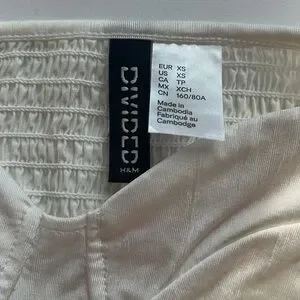 DIVIDED
H&M
EUR XS
US XS
CA TP
MX XCH
CN 160/80A
Made in
Cambodia
Fabriqué au
Cambodge